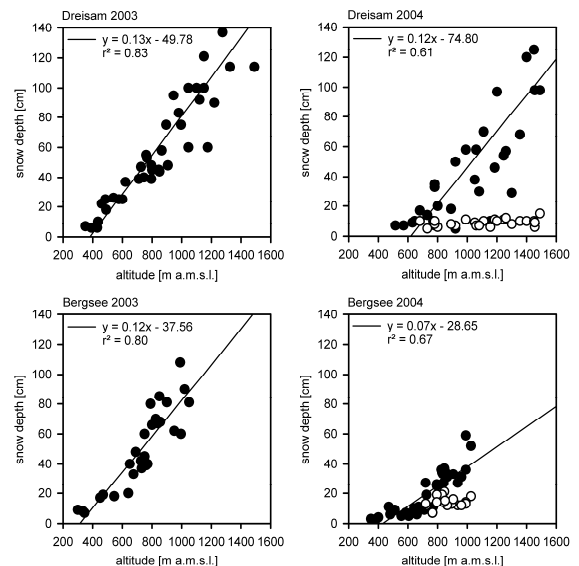 Dreisam 2003
y = 0.13x - 49.78
r² = 0.83
snow depth [cm]
140
120
100
80
60
40
20
0
200 400 600 800 1000 1200 1400 1600
altitude [m a.m.s.l.]
Dreisam 2004
y = 0.12x - 74.80
r² = 0.61
snow depth [cm]
140
120
100
80
60
40
20
0
200 400 600 800 1000 1200 1400 1600
altitude [m a.m.s.l.]
Bergsee 2003
y = 0.12x - 37.56
r² = 0.80
snow depth [cm]
140
120
100
80
60
40
20
0
200 400 600 800 1000 1200 1400 1600
altitude [m a.m.s.l.]
Bergsee 2004
y = 0.07x - 28.65
r² = 0.67
snow depth [cm]
140
120
100
80
60
40
20
0
200 400 600 800 1000 1200 1400 1600
altitude [m a.m.s.l.]